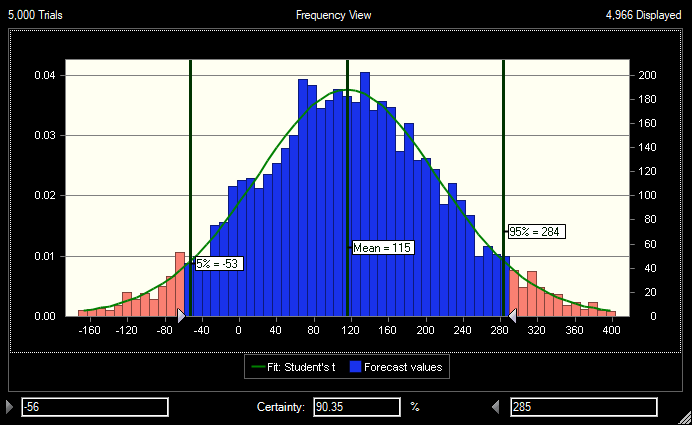 5,000 Trials Frequency View 4,966 Displayed
0.04 200
180
160
0.03 140
120
0.02 100
80
95% = 284
Mean = 115
60
0.01 5% = -53 40
20
0.00 0
-160 -120 -80 -40 0 40 80 120 160 200 240 280 320 360 400
Fit: Student's t Forecast values
-56 Certainty: 90.35 % 285